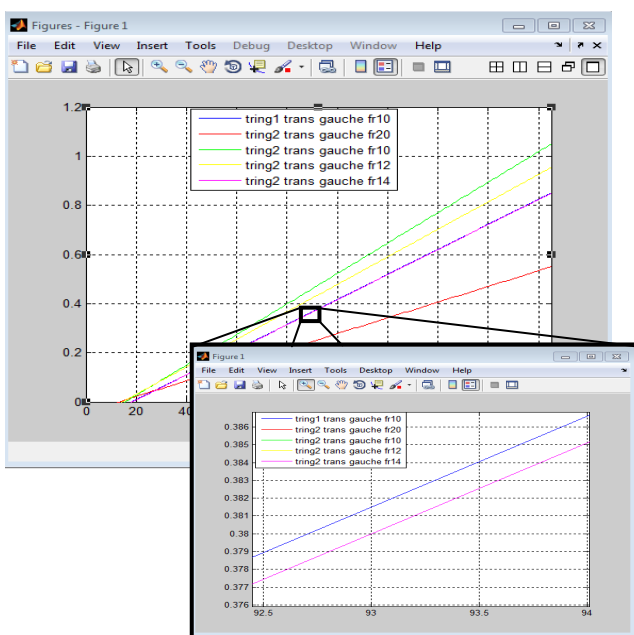 Figures - Figure 1
File Edit View Insert Tools Debug Desktop Window Help
1.2
1
0.8
0.6
0.4
0.2
0
tring1 trans gauche fr10
tring2 trans gauche fr20
tring2 trans gauche fr10
tring2 trans gauche fr12
tring2 trans gauche fr14
0 20
Figure 1
File Edit View Insert Tools Desktop Window Help
0.386
0.385
0.384
0.383
0.382
0.381
0.38
0.379
0.378
0.377
0.376
tring1 trans gauche fr10
tring2 trans gauche fr20
tring2 trans gauche fr10
tring2 trans gauche fr12
tring2 trans gauche fr14
92.5 93 93.5 94